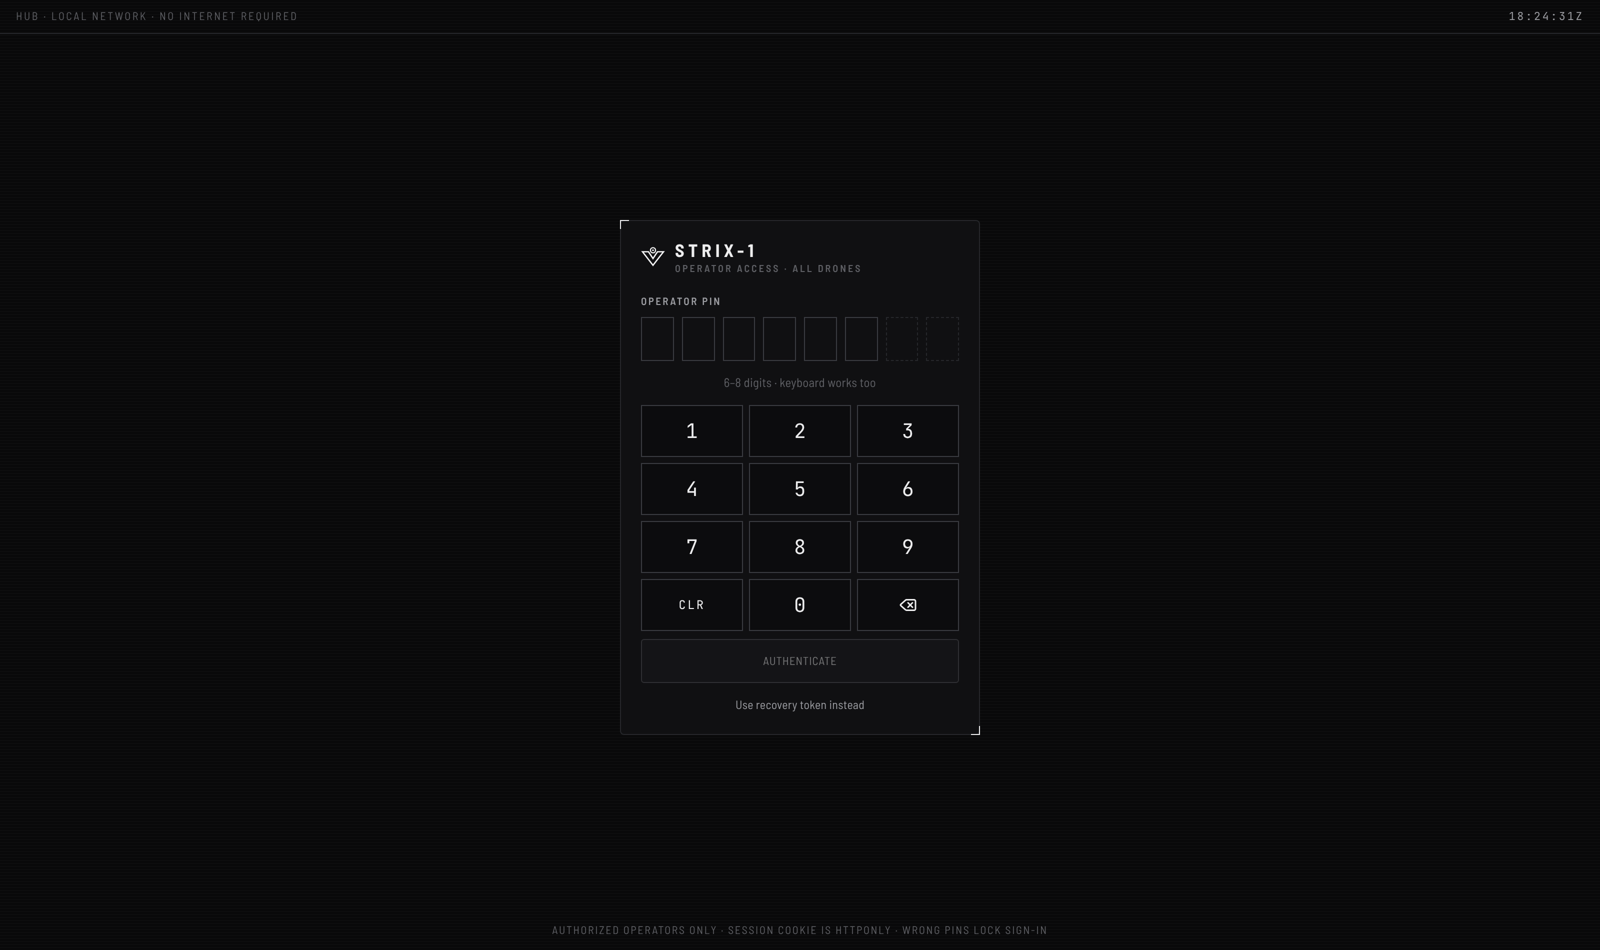 HUB · LOCAL NETWORK · NO INTERNET REQUIRED
18:24:31Z
STRIX-1
OPERATOR ACCESS · ALL DRONES
OPERATOR PIN
6–8 digits · keyboard works too
1 2 3
4 5 6
7 8 9
CLR 0
AUTHENTICATE
Use recovery token instead
AUTHORIZED OPERATORS ONLY · SESSION COOKIE IS HTTPONLY · WRONG PINS LOCK SIGN-IN